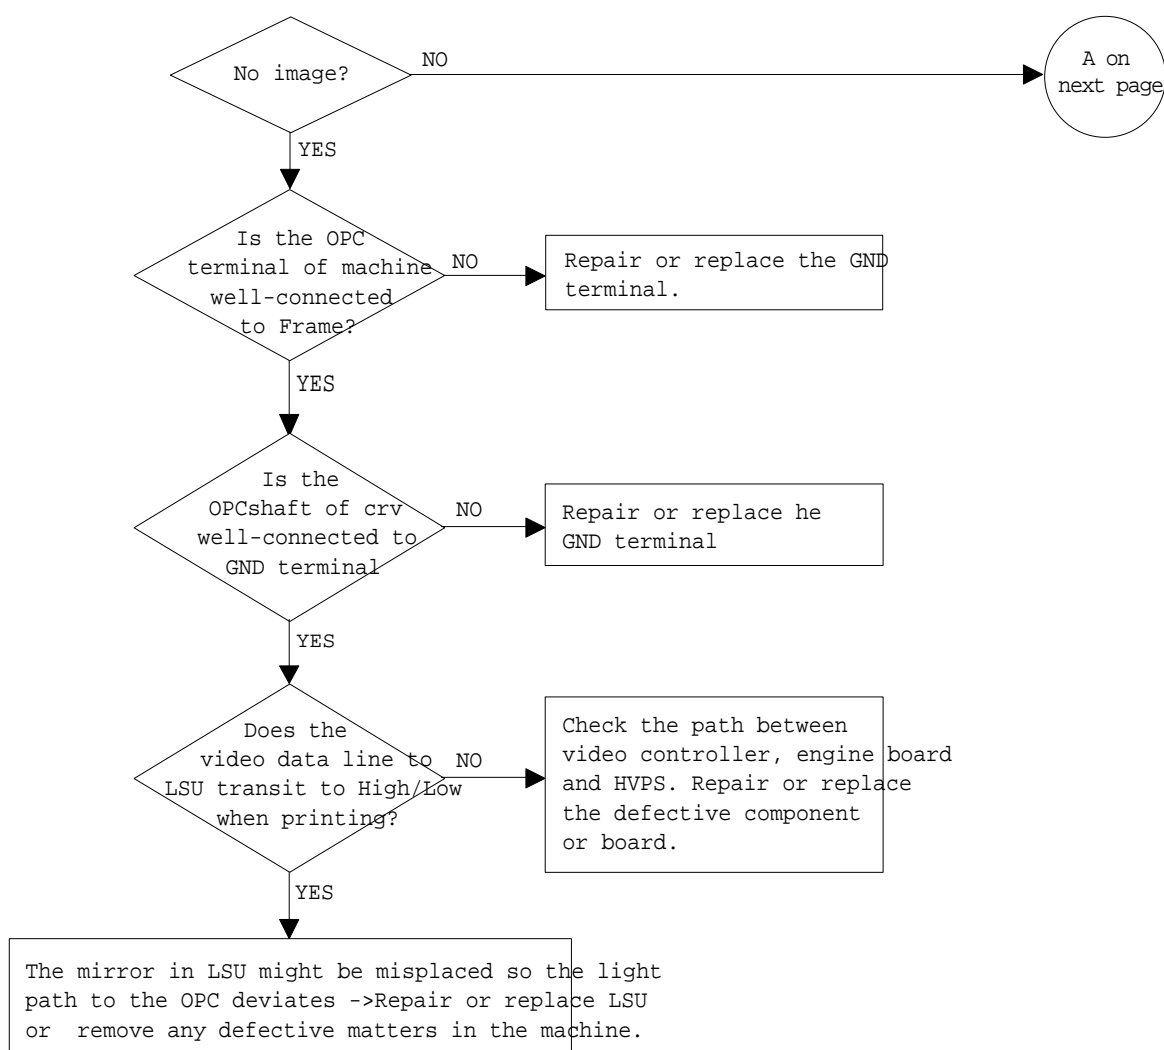 No image?
NO
A on
next page
YES
Is the OPC
terminal of machine
well-connected
to Frame?
NO
Repair or replace the GND
terminal.
YES
Is the
OPCshaft of crv
well-connected to
GND terminal
NO
Repair or replace he
GND terminal
YES
Does the
video data line to
LSU transit to High/Low
when printing?
NO
Check the path between
video controller, engine board
and HVPS. Repair or replace
the defective component
or board.
YES
The mirror in LSU might be misplaced so the light
path to the OPC deviates ->Repair or replace LSU
or  remove any defective matters in the machine.